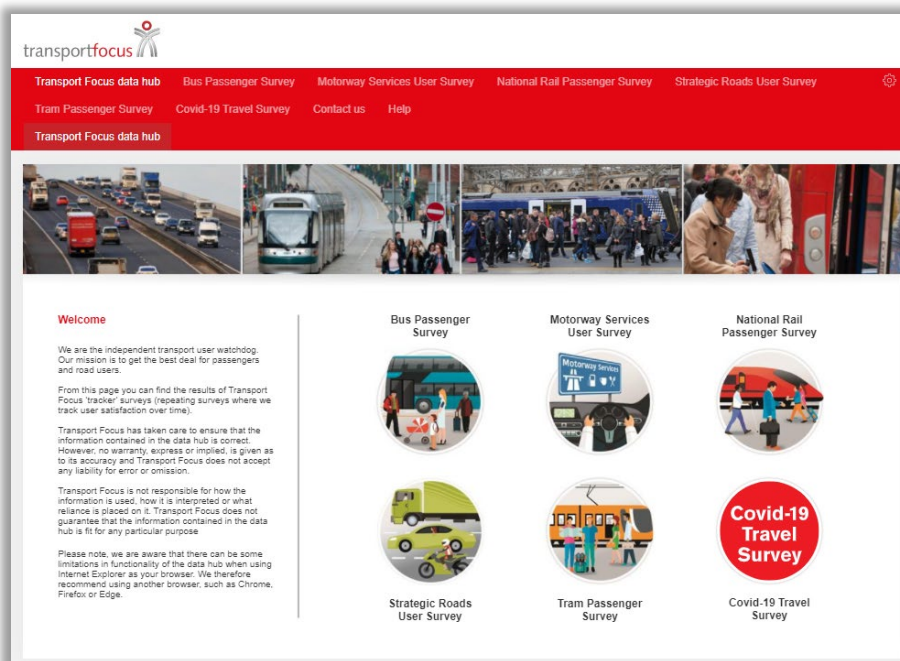 transportfocus
Transport Focus data hub
Bus Passenger Survey
Motorway Services User Survey
National Rail Passenger Survey
Strategic Roads User Survey
Tram Passenger Survey
Covid-19 Travel Survey
Contact us
Help
Transport Focus data hub
Welcome
We are the independent transport user watchdog.
Our mission is to get the best deal for passengers
and road users.
From this page you can find the results of Transport
Focus 'tracker' surveys (repeating surveys where we
track user satisfaction over time).
Transport Focus has taken care to ensure that the
information contained in the data hub is correct.
However, no warranty, express or implied, is given as
to its accuracy and Transport Focus does not accept
any liability for error or omission.
Transport Focus is not responsible for how the
information is used, how it is interpreted or what
reliance is placed on it. Transport Focus does not
guarantee that the information contained in the data
hub is fit for any particular purpose
Please note, we are aware that there can be some
limitations in functionality of the data hub when using
Internet Explorer as your browser. We therefore
recommend using another browser, such as Chrome,
Firefox or Edge.
Bus Passenger
Survey
Motorway Services
User Survey
National Rail
Passenger Survey
Motorway Services
Covid-19
Travel
Survey
Strategic Roads
User Survey
Tram Passenger
Survey
Covid-19 Travel
Survey